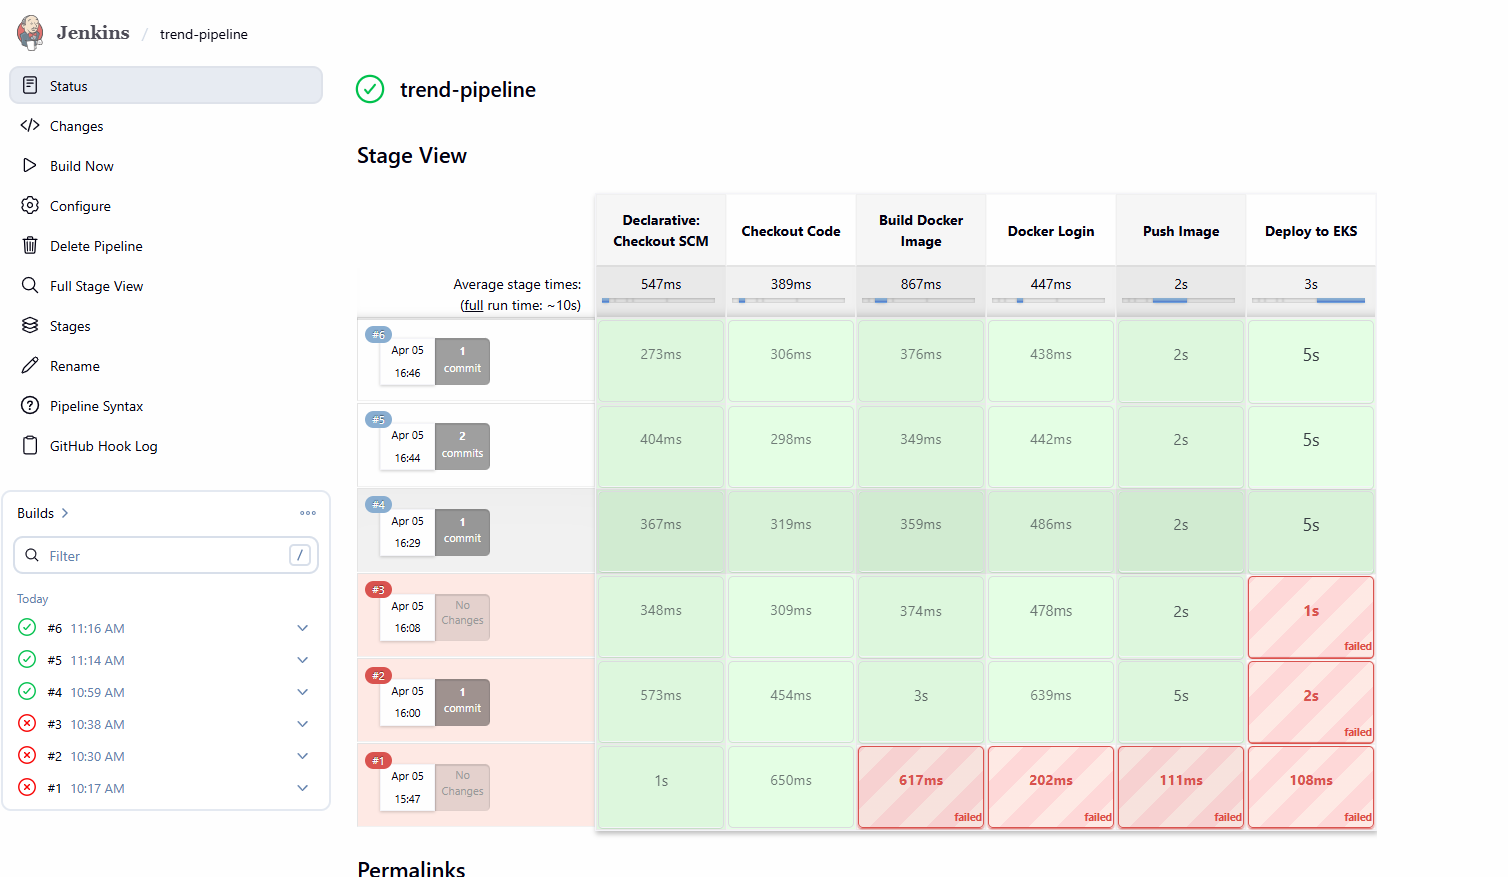 Jenkins / trend-pipeline
Status
Changes
Build Now
Configure
Delete Pipeline
Full Stage View
Stages
Rename
Pipeline Syntax
GitHub Hook Log
Builds
Filter /
Today
#6 11:16 AM
#5 11:14 AM
#4 10:59 AM
#3 10:38 AM
#2 10:30 AM
#1 10:17 AM
trend-pipeline
Stage View
Declarative:
Checkout SCM
Checkout Code
Build Docker
Image
Docker Login
Push Image
Deploy to EKS
Average stage times:
(full run time: ~10s)
547ms 389ms 867ms 447ms 2s 3s
#6
Apr 05
16:46
1
commit
273ms 306ms 376ms 438ms 2s 5s
#5
Apr 05
16:44
2
commits
404ms 298ms 349ms 442ms 2s 5s
#4
Apr 05
16:29
1
commit
367ms 319ms 359ms 486ms 2s 5s
#3
Apr 05
16:08
No
Changes
348ms 309ms 374ms 478ms 2s 1s
failed
#2
Apr 05
16:00
1
commit
573ms 454ms 3s 639ms 5s 2s
failed
#1
Apr 05
15:47
No
Changes
1s 650ms 617ms 202ms 111ms 108ms
failed failed failed failed
Permalinks